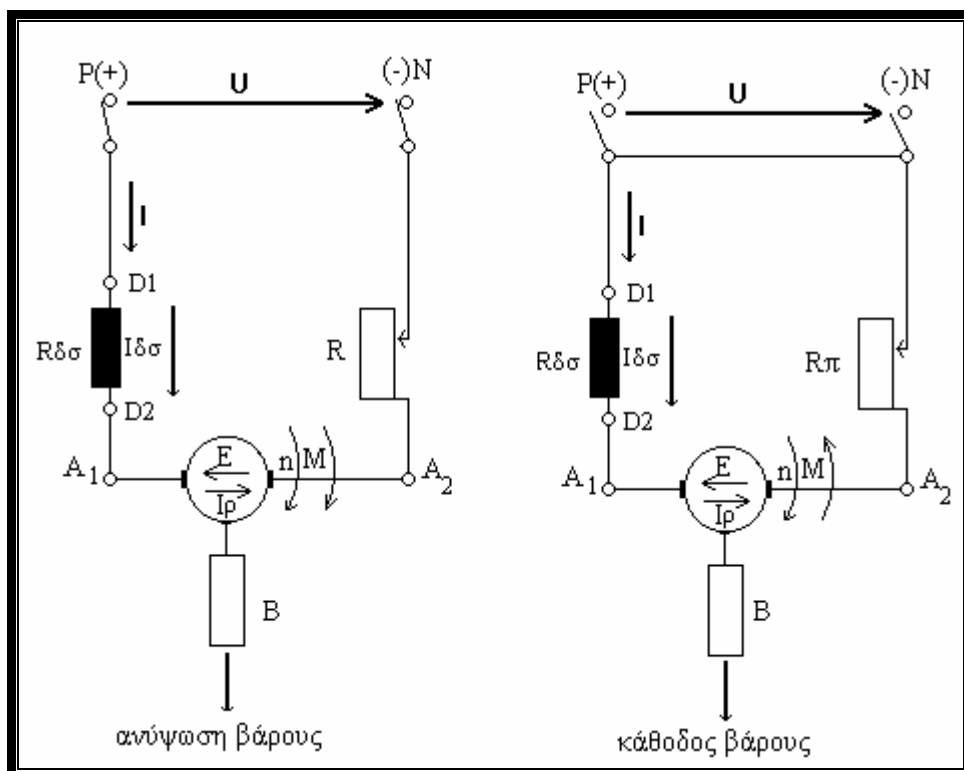 P(+)
U
(-)N
I
D1
Rδσ
Iδσ
R
D2
A1
E
Iρ
n
M
A2
B
ανύψωση βάρους
P(+)
U
(-)N
I
D1
Rδσ
Iδσ
Rπ
D2
A1
E
Iρ
n
M
A2
B
κάθοδος βάρους